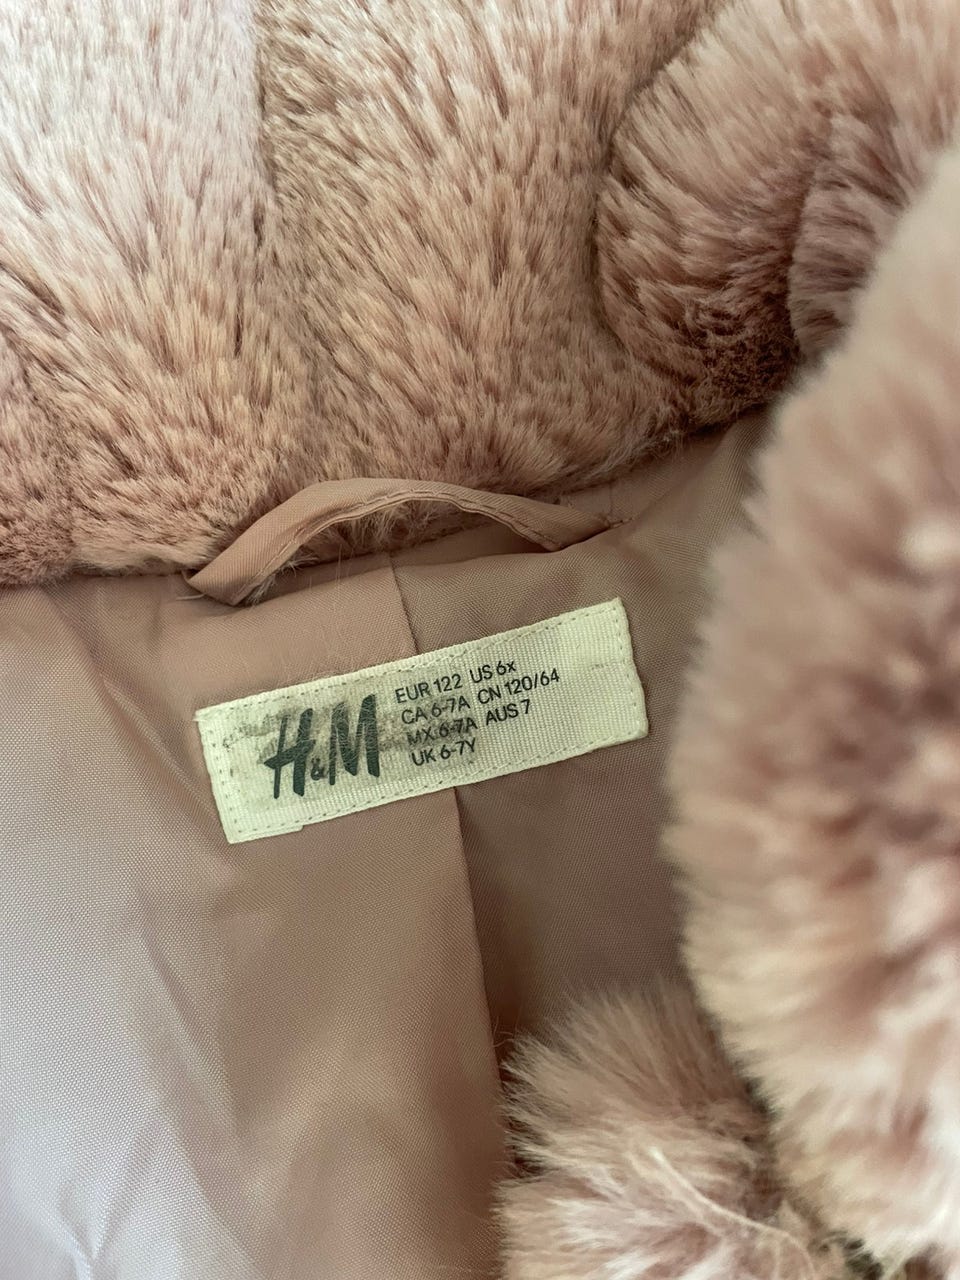 H&M
EUR 122 US 6x
CA 6-7A CN 120/64
MX 6-7A AUS 7
UK 6-7Y